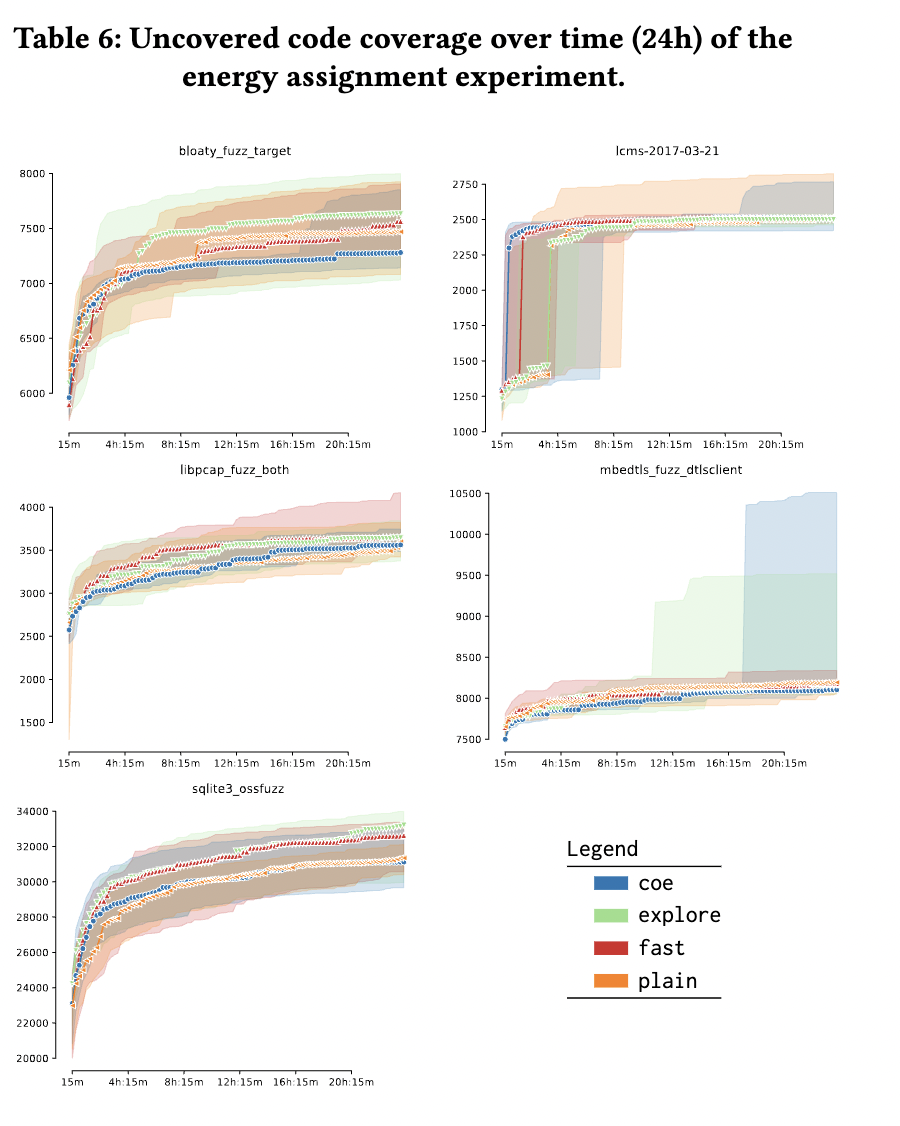 Table 6: Uncovered code coverage over time (24h) of the
energy assignment experiment.
bloaty_fuzz_target
8000
7500
7000
6500
6000
15m 4h:15m 8h:15m 12h:15m 16h:15m 20h:15m
lcms-2017-03-21
2750
2500
2250
2000
1750
1500
1250
1000
15m 4h:15m 8h:15m 12h:15m 16h:15m 20h:15m
libpcap_fuzz_both
4000
3500
3000
2500
2000
1500
15m 4h:15m 8h:15m 12h:15m 16h:15m 20h:15m
mbedtls_fuzz_dtlsclient
10500
10000
9500
9000
8500
8000
7500
15m 4h:15m 8h:15m 12h:15m 16h:15m 20h:15m
sqlite3_ossfuzz
34000
32000
30000
28000
26000
24000
22000
20000
15m 4h:15m 8h:15m 12h:15m 16h:15m 20h:15m
Legend
coe
explore
fast
plain